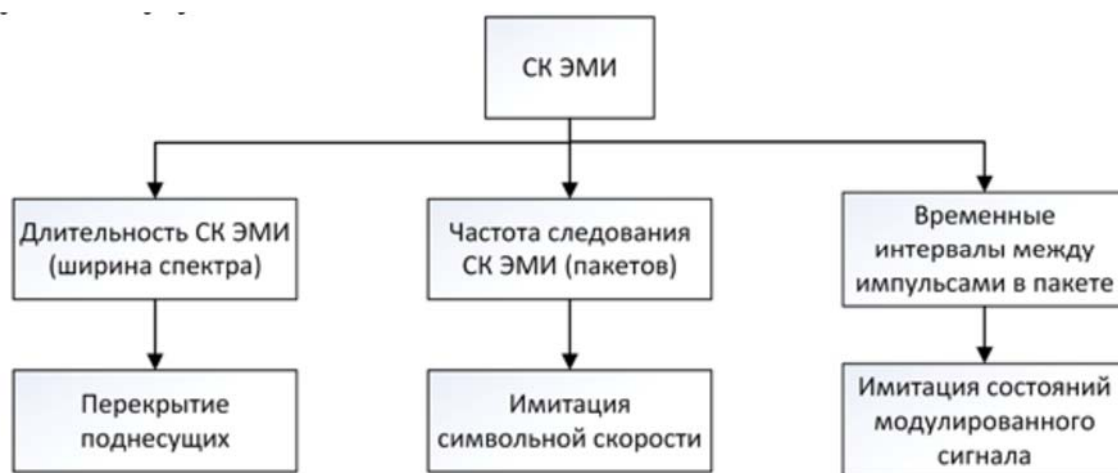 СК ЭМИ
Длительность СК ЭМИ
(ширина спектра)
Частота следования
СК ЭМИ (пакетов)
Временные
интервалы между
импульсами в пакете
Перекрытие
поднесущих
Имитация
символьной скорости
Имитация состояний
модулированного
сигнала